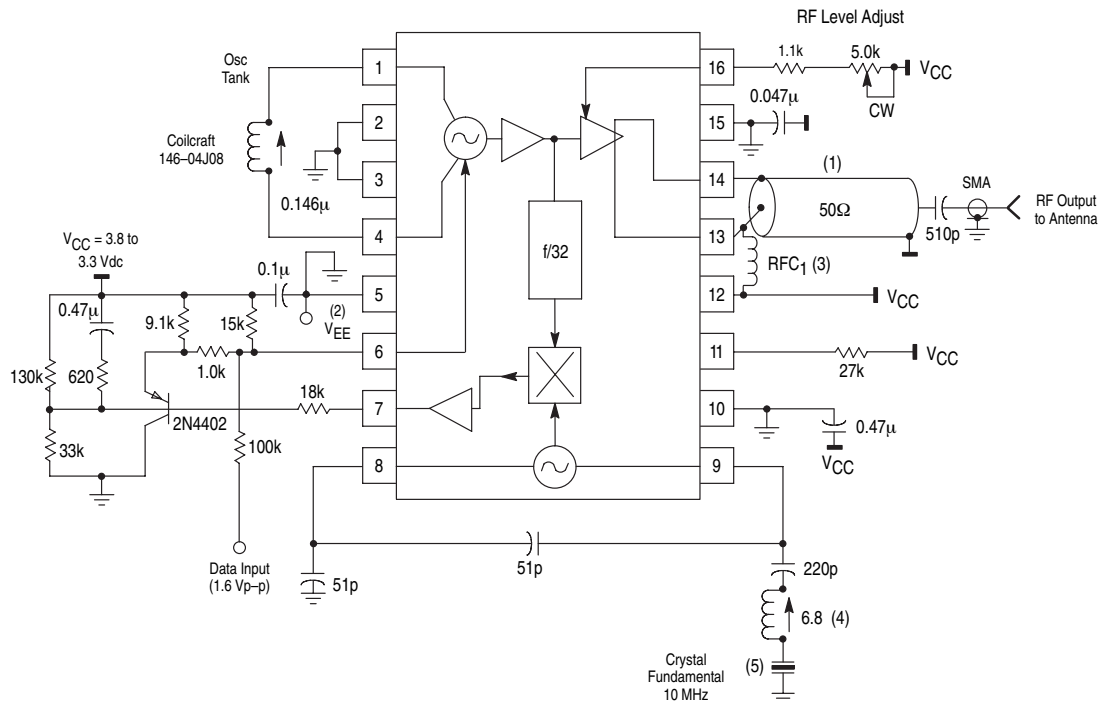 RF Level Adjust
Osc
Tank
1
16
1.1k
5.0k
VCC
CW
2
15
0.047µ
Coilcraft
146–04J08
3
14
(1)
SMA
0.146µ
50Ω
RF Output
to Antenna
4
13
510p
f/32
RFC1 (3)
VCC = 3.8 to
3.3 Vdc
0.1µ
5
(2)
VEE
12
VCC
0.47µ
9.1k
15k
6
11
VCC
27k
1.0k
130k
620
18k
7
10
0.47µ
VCC
2N4402
33k
100k
8
9
Data Input
(1.6 Vp–p)
51p
51p
220p
6.8 (4)
Crystal
Fundamental
10 MHz
(5)